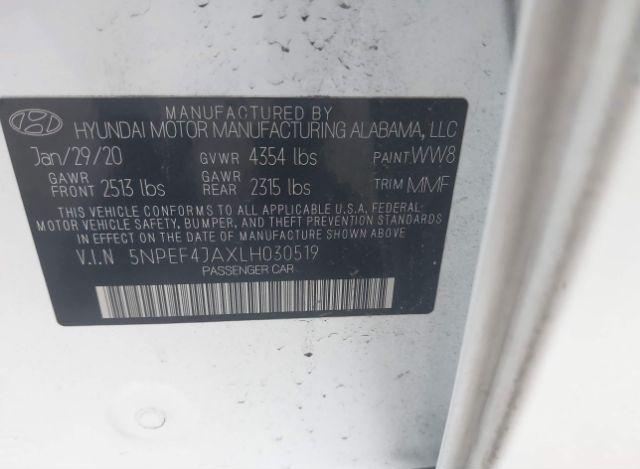 MANUFACTURED BY
HYUNDAI MOTOR MANUFACTURING ALABAMA, LLC
Jan/29/20 GVWR 4354 lbs PAINT WW8
GAWR FRONT 2513 lbs GAWR REAR 2315 lbs TRIM MMF
THIS VEHICLE CONFORMS TO ALL APPLICABLE U.S.A. FEDERAL
MOTOR VEHICLE SAFETY, BUMPER, AND THEFT PREVENTION STANDARDS
IN EFFECT ON THE DATE OF MANUFACTURE SHOWN ABOVE
V.I.N 5NPEF4JAXLH030519
PASSENGER CAR